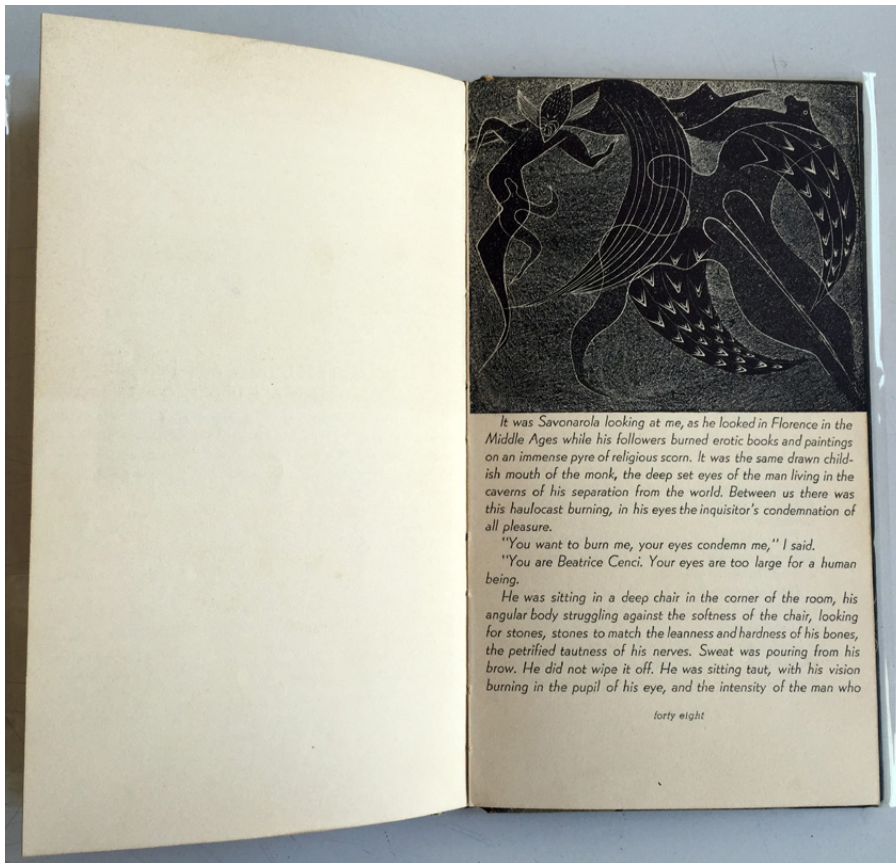 It was Savonarola looking at me, as he looked in Florence in the
Middle Ages while his followers burned erotic books and paintings
on an immense pyre of religious scorn. It was the same drawn child-
ish mouth of the monk, the deep set eyes of the man living in the
caverns of his separation from the world. Between us there was
this haulocast burning, in his eyes the inquisitor's condemnation of
all pleasure.
"You want to burn me, your eyes condemn me," I said.
"You are Beatrice Cenci. Your eyes are too large for a human
being.
He was sitting in a deep chair in the corner of the room, his
angular body struggling against the softness of the chair, looking
for stones, stones to match the leanness and hardness of his bones,
the petrified tautness of his nerves. Sweat was pouring from his
brow. He did not wipe it off. He was sitting taut, with his vision
burning in the pupil of his eye, and the intensity of the man who
forty eight